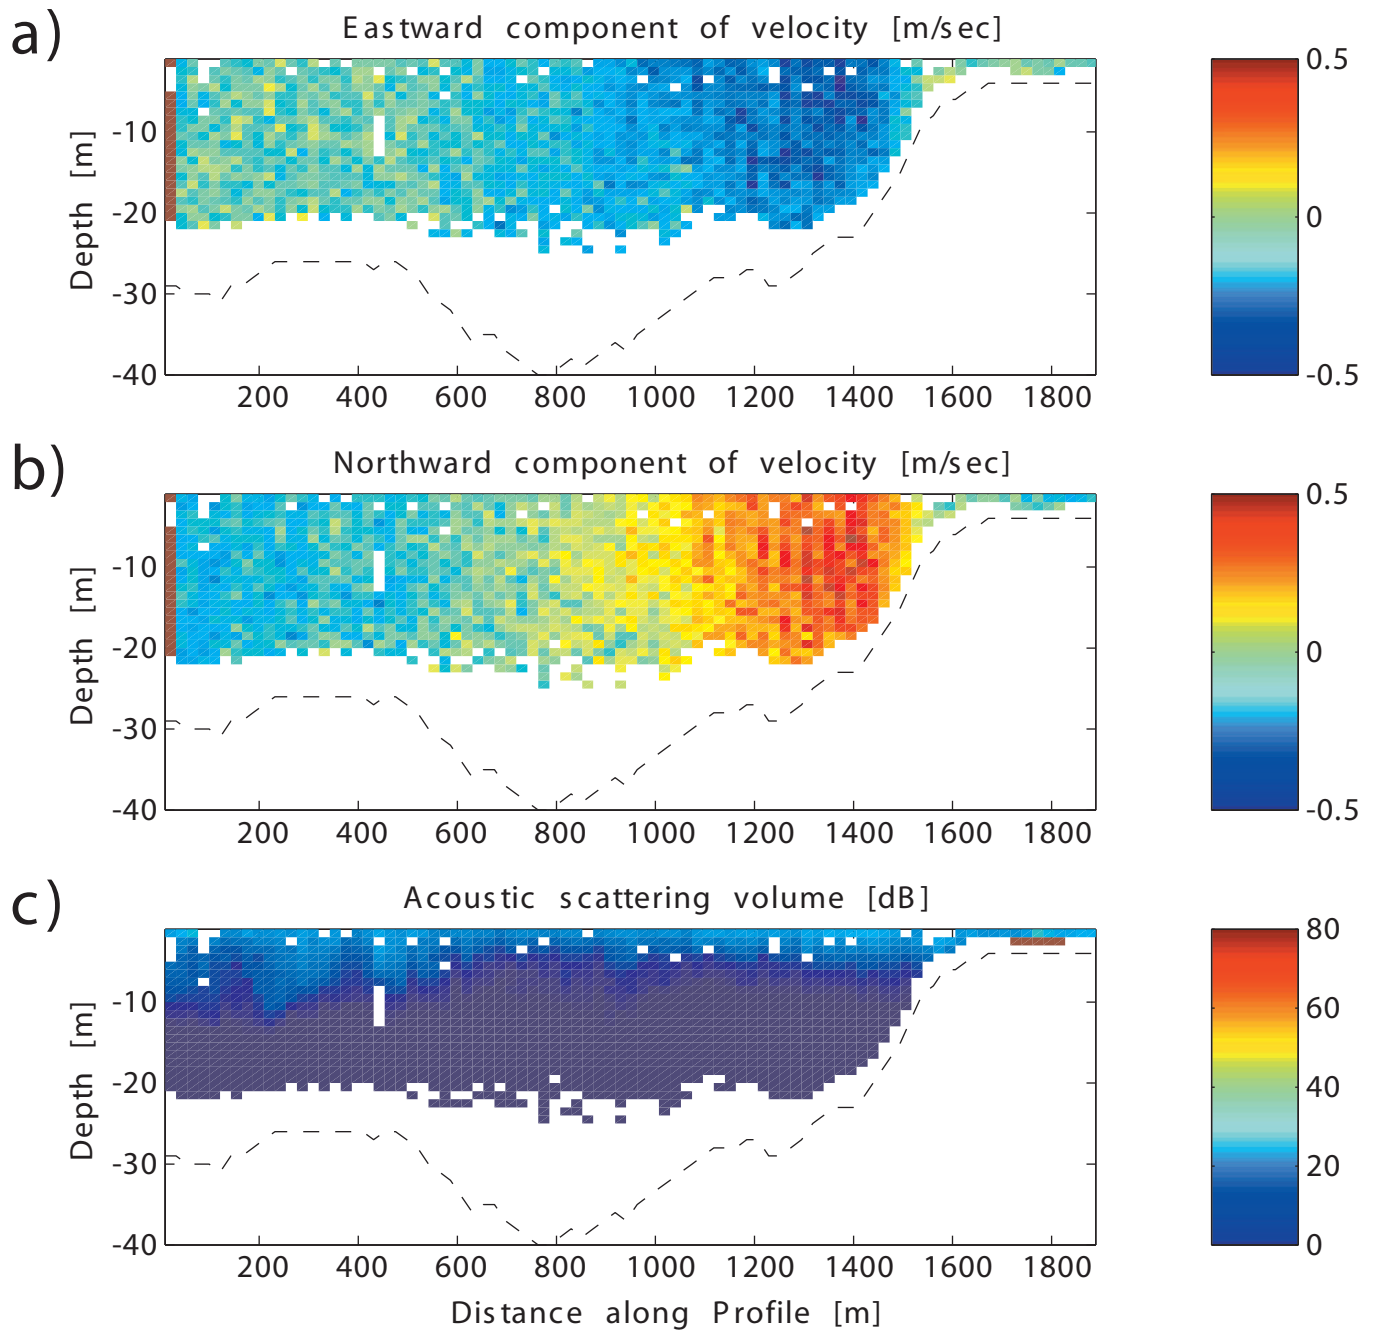 a)
Eastward component of velocity [m/sec]
Depth [m]
-10
-20
-30
-40
200 400 600 800 1000 1200 1400 1600 1800
0.5
0
-0.5
b)
Northward component of velocity [m/sec]
Depth [m]
-10
-20
-30
-40
200 400 600 800 1000 1200 1400 1600 1800
0.5
0
-0.5
c)
Acoustic scattering volume [dB]
Depth [m]
-10
-20
-30
-40
200 400 600 800 1000 1200 1400 1600 1800
80
60
40
20
0
Distance along Profile [m]